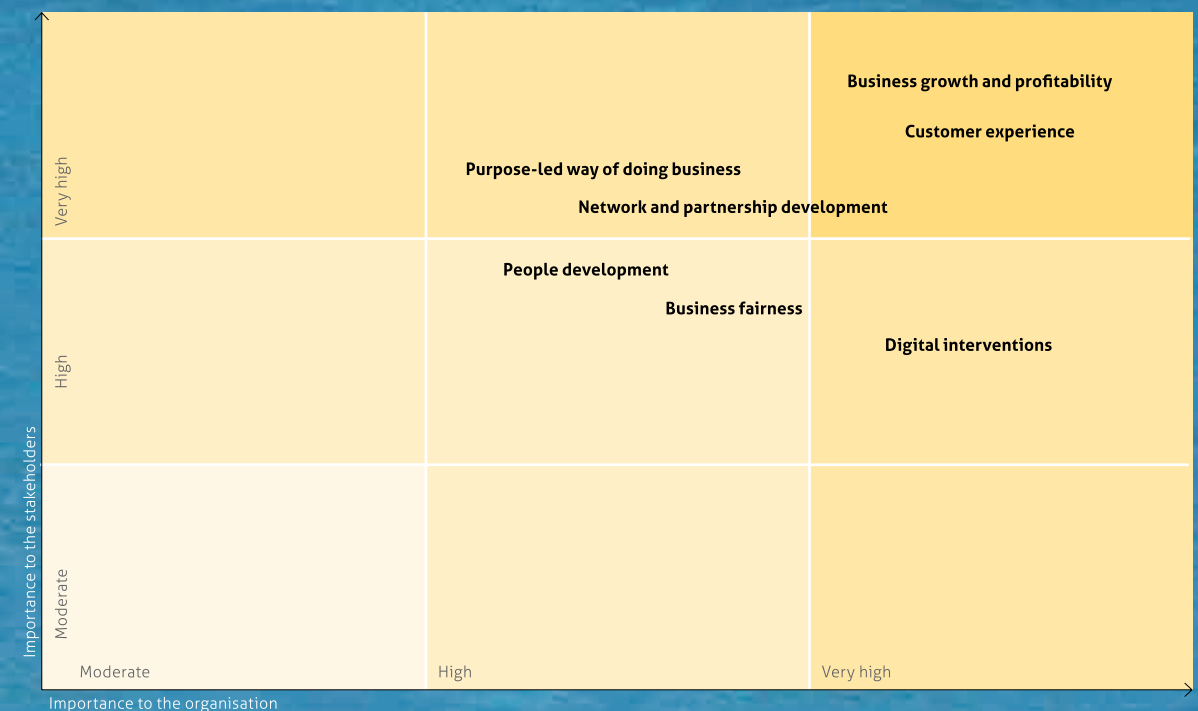 Business growth and profitability
Customer experience
Very high
Purpose-led way of doing business
Network and partnership development
People development
Business fairness
Digital interventions
High
Importance to the stakeholders
Moderate
Moderate
High
Very high
Importance to the organisation